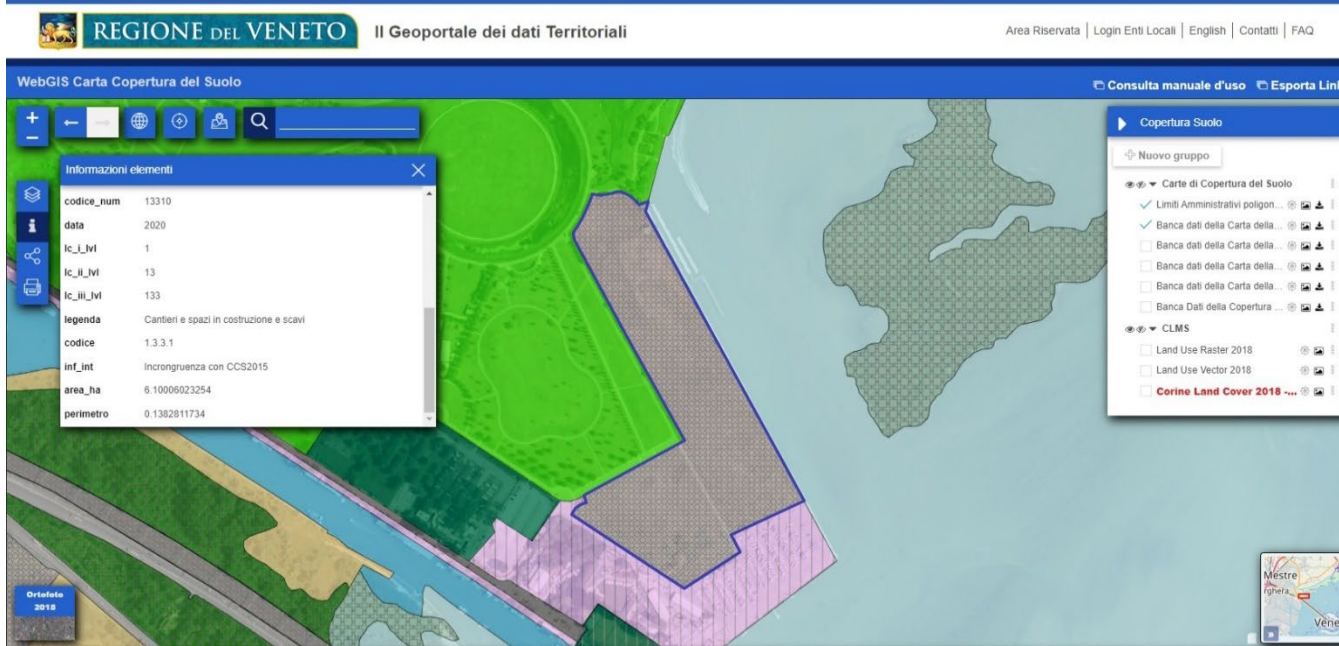 REGIONE DEL VENETO
Il Geoportale dei dati Territoriali
Area Riservata | Login Enti Locali | English | Contatti | FAQ
WebGIS Carta Copertura del Suolo
Consulta manuale d'uso Esporta Link
Copertura Suolo
Nuovo gruppo
Carte di Copertura del Suolo
Limiti Amministrativi poligon...
Banca dati della Carta della...
Banca dati della Carta della...
Banca dati della Carta della...
Banca dati della Carta della...
Banca Dati della Copertura ...
CLMS
Land Use Raster 2018
Land Use Vector 2018
Corine Land Cover 2018 -...
Informazioni elementi
codice_num 13310
data 2020
lc_i_lvl 1
lc_ii_lvl 13
lc_iii_lvl 133
legenda Cantieri e spazi in costruzione e scavi
codice 1.3.3.1
inf_int Incrongruenza con CCS2015
area_ha 6.10006023254
perimetro 0.1382811734
Ortofoto
2018
Mestre
rghera
Vene